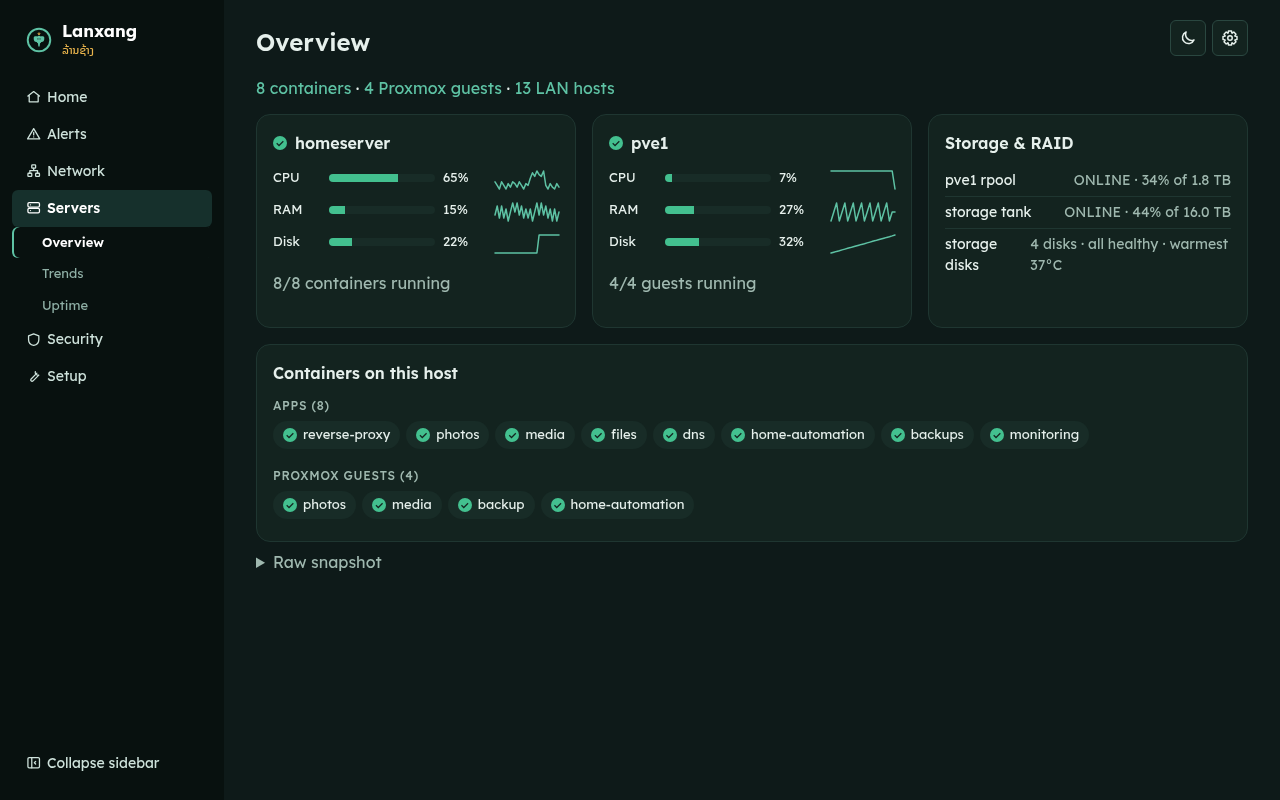 Lanxang
ລ້ານຊ້າງ
Home
Alerts
Network
Servers
Overview
Trends
Uptime
Security
Setup
Collapse sidebar
Overview
8 containers · 4 Proxmox guests · 13 LAN hosts
homeserver
CPU 65%
RAM 15%
Disk 22%
8/8 containers running
pve1
CPU 7%
RAM 27%
Disk 32%
4/4 guests running
Storage & RAID
pve1 rpool ONLINE · 34% of 1.8 TB
storage tank ONLINE · 44% of 16.0 TB
storage disks 4 disks · all healthy · warmest 37°C
Containers on this host
APPS (8)
reverse-proxy photos media files dns home-automation backups monitoring
PROXMOX GUESTS (4)
photos media backup home-automation
Raw snapshot